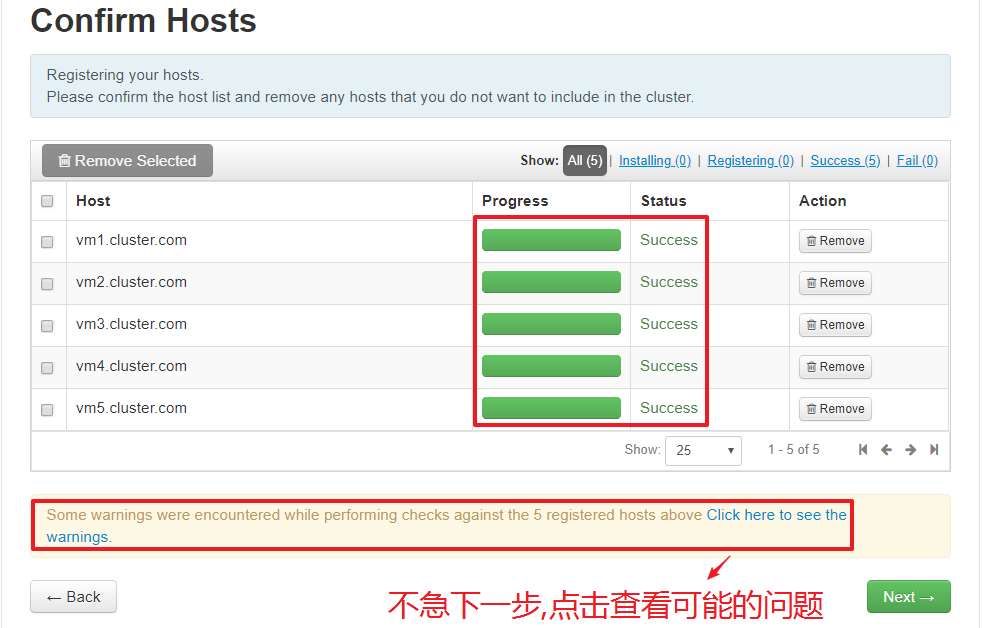 Confirm Hosts
Registering your hosts.
Please confirm the host list and remove any hosts that you do not want to include in the cluster.
Remove Selected Show: All (5) | Installing (0) | Registering (0) | Success (5) | Fail (0)
Host Progress Status Action
vm1.cluster.com Success Remove
vm2.cluster.com Success Remove
vm3.cluster.com Success Remove
vm4.cluster.com Success Remove
vm5.cluster.com Success Remove
Show: 25 1 - 5 of 5
Some warnings were encountered while performing checks against the 5 registered hosts above Click here to see the
warnings.
← Back 不急下一步,点击查看可能的问题 Next →